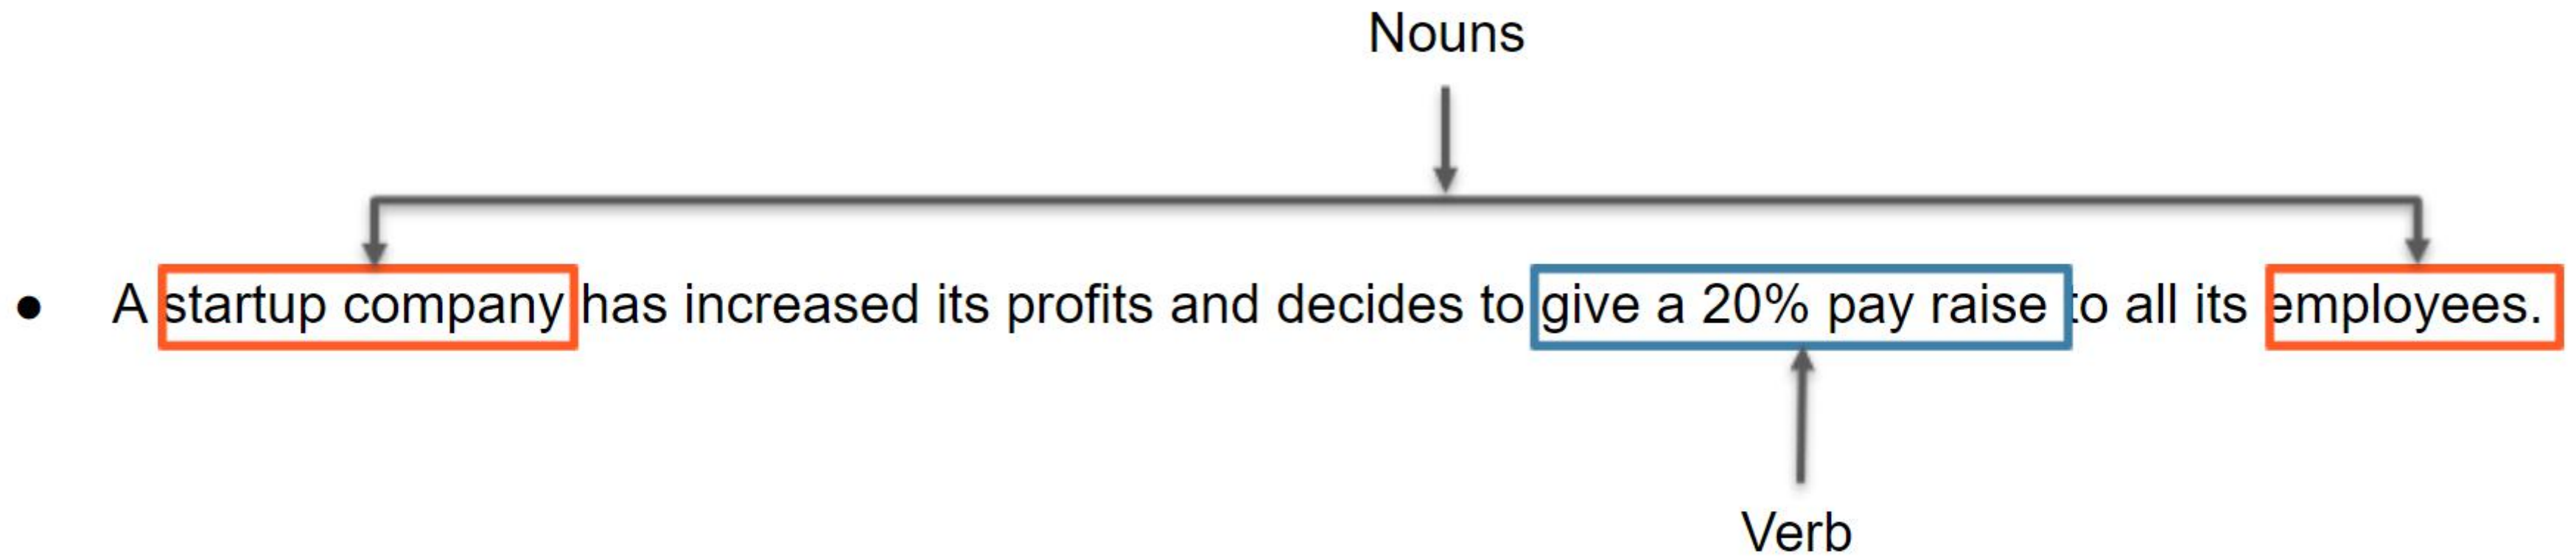 Nouns
● A startup company has increased its profits and decides to give a 20% pay raise to all its employees.
Verb